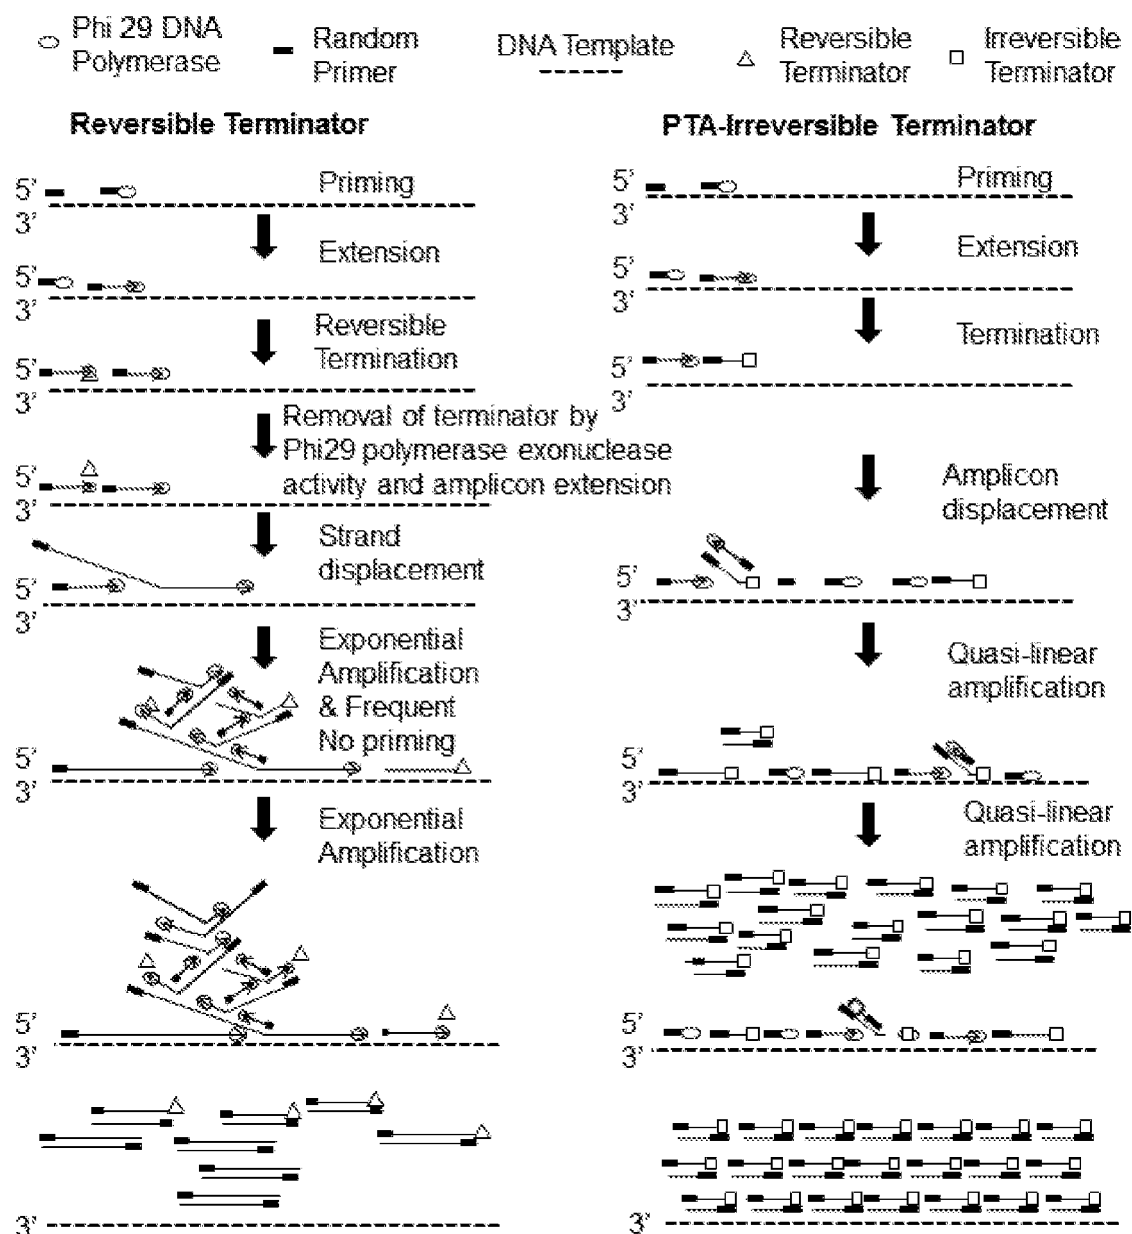 Phi 29 DNA
Polymerase
Random
Primer
DNA Template
Reversible
Terminator
Irreversible
Terminator
Reversible Terminator
5'
3'
Priming
Extension
5'
3'
Reversible
Termination
5'
3'
Removal of terminator by
Phi29 polymerase exonuclease
activity and amplicon extension
5'
3'
Strand
displacement
5'
3'
Exponential
Amplification
& Frequent
No priming
5'
3'
Exponential
Amplification
5'
3'
3'
PTA-Irreversible Terminator
5'
3'
Priming
Extension
5'
3'
Termination
5'
3'
Amplicon
displacement
5'
3'
Quasi-linear
amplification
5'
3'
Quasi-linear
amplification
5'
3'
3'